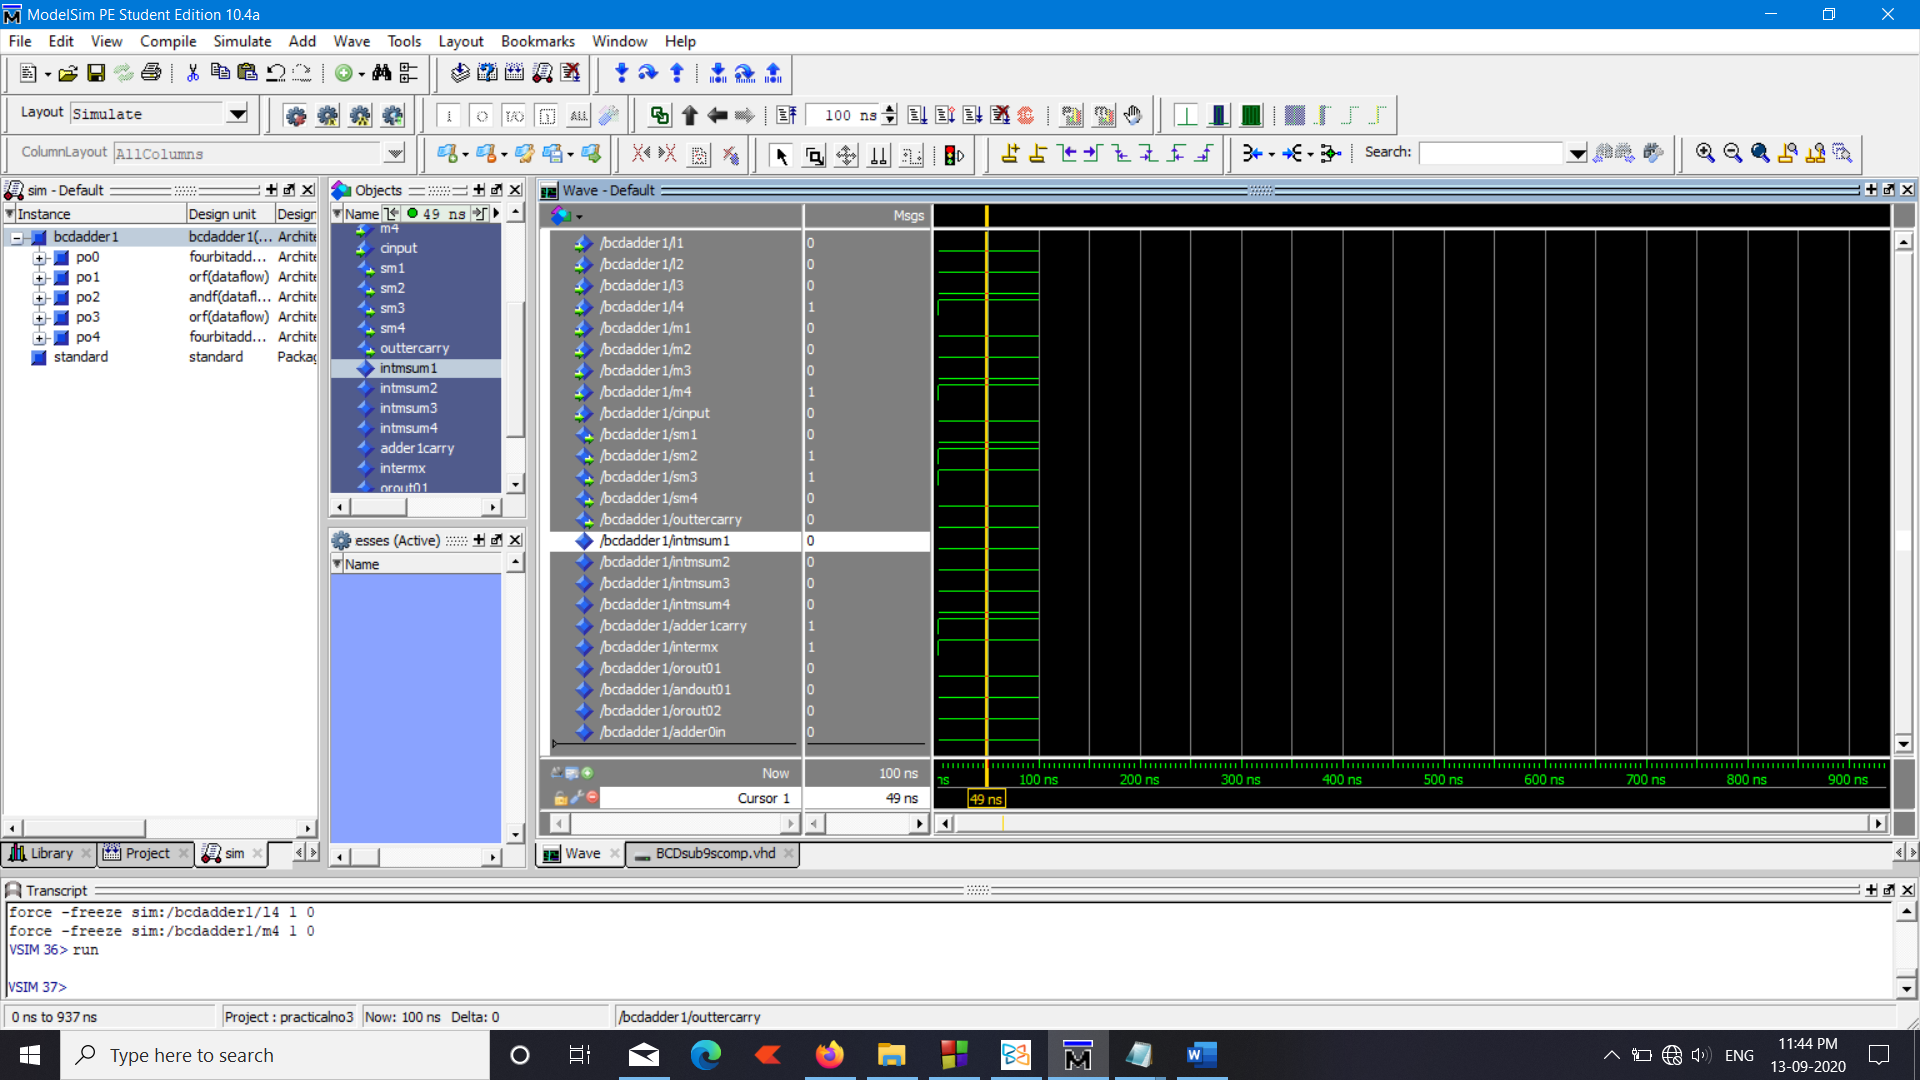 ModelSim PE Student Edition 10.4a
File Edit View Compile Simulate Add Wave Tools Layout Bookmarks Window Help
Layout Simulate
100 ns
ALL
ColumnLayout AllColumns
Search:
sim - Default
Instance Design unit Design
bcdadder1 bcdadder1(... Archite
po0 fourbitadd... Archite
po1 orf(dataflow) Archite
po2 andf(datafl... Archite
po3 orf(dataflow) Archite
po4 fourbitadd... Archite
standard standard Packag
Library Project sim
Objects
Name 49 ns
m4
cinput
sm1
sm2
sm3
sm4
outtercarry
intmsum1
intmsum2
intmsum3
intmsum4
adder1carry
intermx
orout01
esses (Active)
Name
Wave - Default
Msgs
/bcdadder1/l1 0
/bcdadder1/l2 0
/bcdadder1/l3 0
/bcdadder1/l4 1
/bcdadder1/m1 0
/bcdadder1/m2 0
/bcdadder1/m3 0
/bcdadder1/m4 1
/bcdadder1/cinput 0
/bcdadder1/sm1 0
/bcdadder1/sm2 1
/bcdadder1/sm3 1
/bcdadder1/sm4 0
/bcdadder1/outtercarry 0
/bcdadder1/intmsum1 0
/bcdadder1/intmsum2 0
/bcdadder1/intmsum3 0
/bcdadder1/intmsum4 0
/bcdadder1/adder1carry 1
/bcdadder1/intermx 1
/bcdadder1/orout01 0
/bcdadder1/andout01 0
/bcdadder1/orout02 0
/bcdadder1/adder0in 0
Now 100 ns
ns 100 ns 200 ns 300 ns 400 ns 500 ns 600 ns 700 ns 800 ns 900 ns
Cursor 1 49 ns
49 ns
Wave BCDsub9scomp.vhd
Transcript
force -freeze sim:/bcdadder1/l4 1 0
force -freeze sim:/bcdadder1/m4 1 0
VSIM 36> run
VSIM 37>
0 ns to 937 ns Project : practicalno3 Now: 100 ns Delta: 0 /bcdadder1/outtercarry
Type here to search
ENG
11:44 PM
13-09-2020